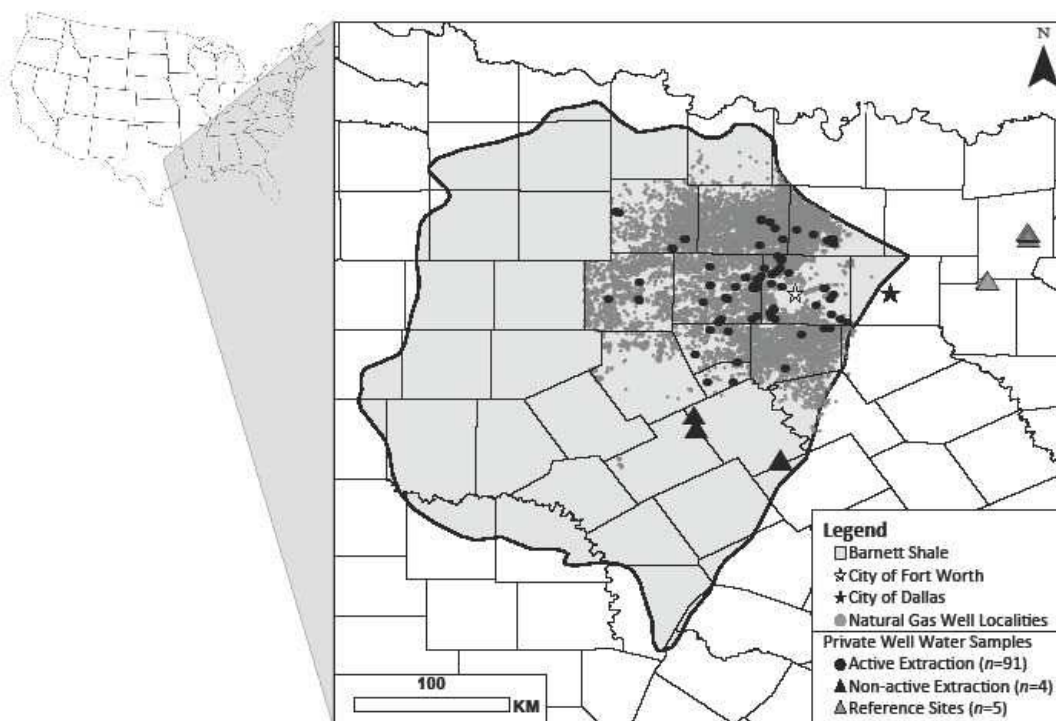 N
Legend
Barnett Shale
City of Fort Worth
City of Dallas
Natural Gas Well Localities
Private Well Water Samples
Active Extraction (n=91)
Non-active Extraction (n=4)
Reference Sites (n=5)
100
KM